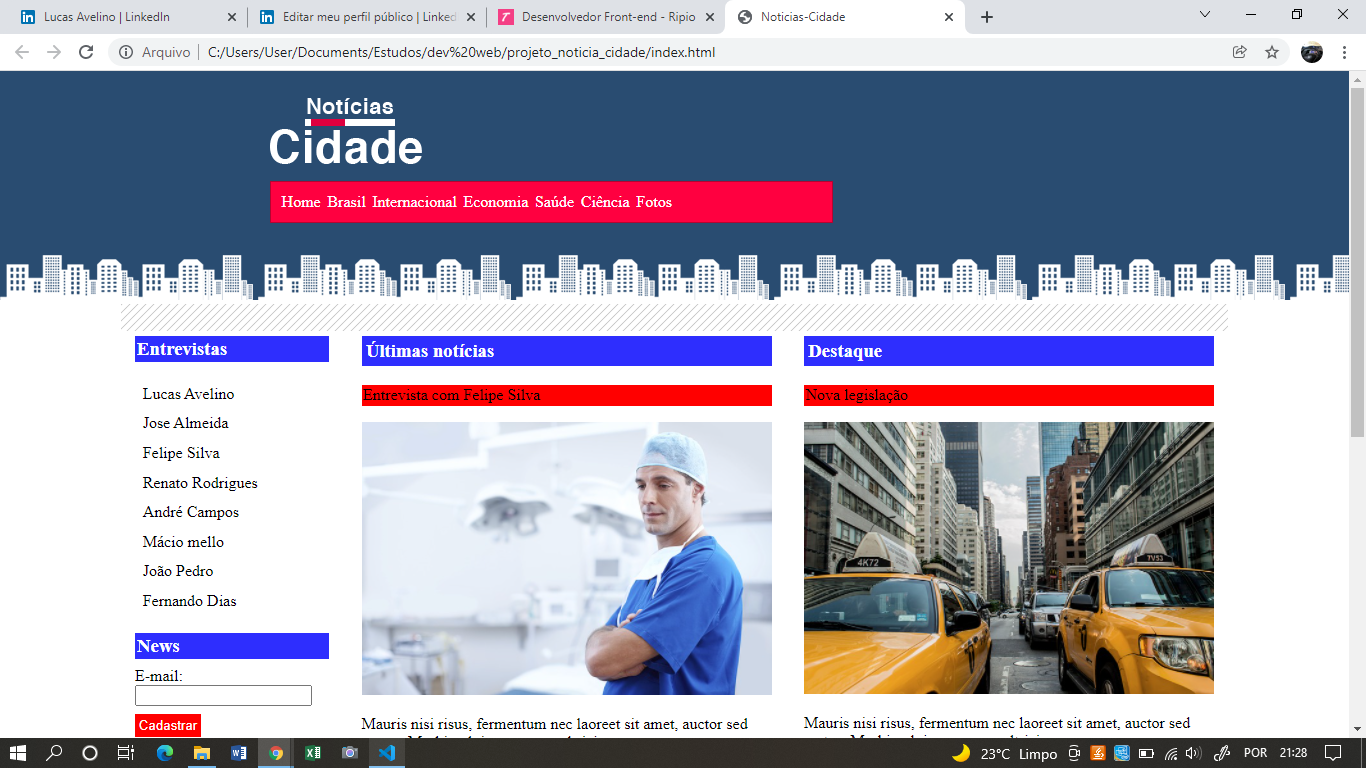 Lucas Avelino | LinkedIn
Editar meu perfil público | Linked
Desenvolvedor Front-end - Ripio
Noticias-Cidade
Arquivo | C:/Users/User/Documents/Estudos/dev%20web/projeto_noticia_cidade/index.html
Notícias
Cidade
Home Brasil Internacional Economia Saúde Ciência Fotos
Entrevistas
Lucas Avelino
Jose Almeida
Felipe Silva
Renato Rodrigues
André Campos
Mácio mello
João Pedro
Fernando Dias
News
E-mail:
Cadastrar
Últimas notícias
Entrevista com Felipe Silva
Mauris nisi risus, fermentum nec laoreet sit amet, auctor sed
Destaque
Nova legislação
4K72
TV53
Mauris nisi risus, fermentum nec laoreet sit amet, auctor sed
23°C Limpo
POR
21:28